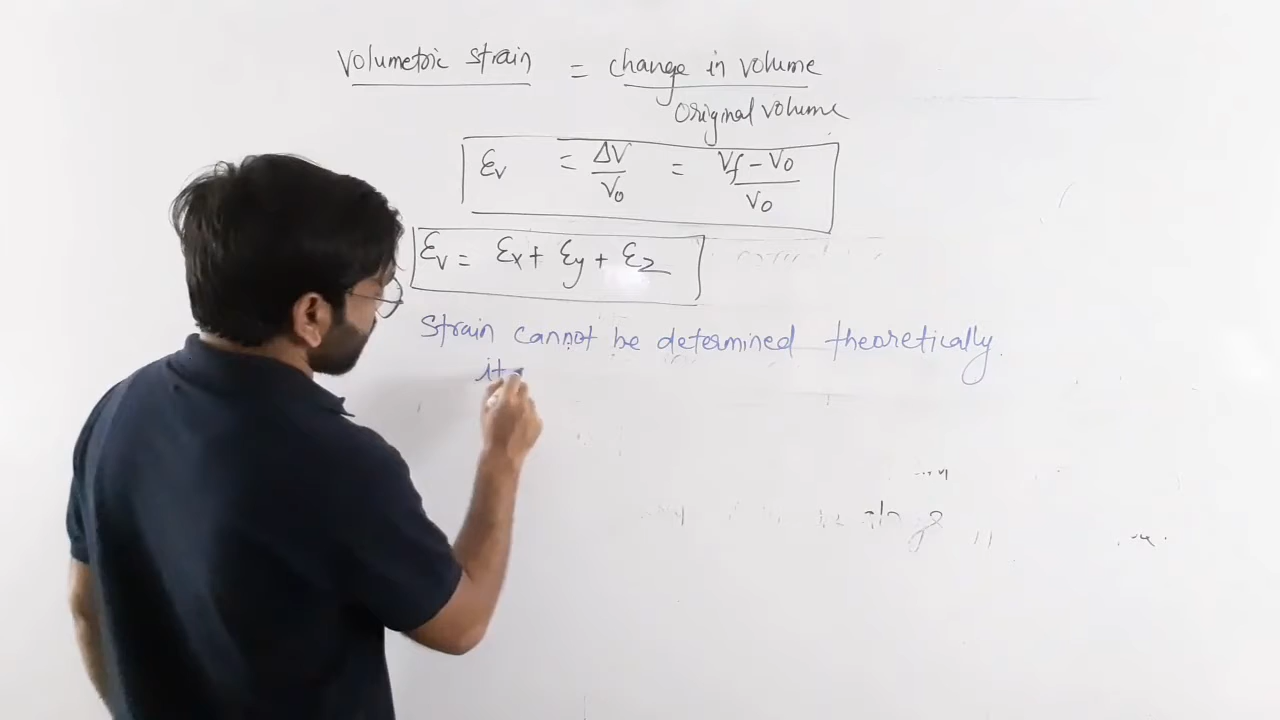 Volumetric strain = change in volume
original volume
εv = ΔV/V0 = Vf - V0/V0
εv = εx + εy + εz
Strain cannot be determined theoretically
it